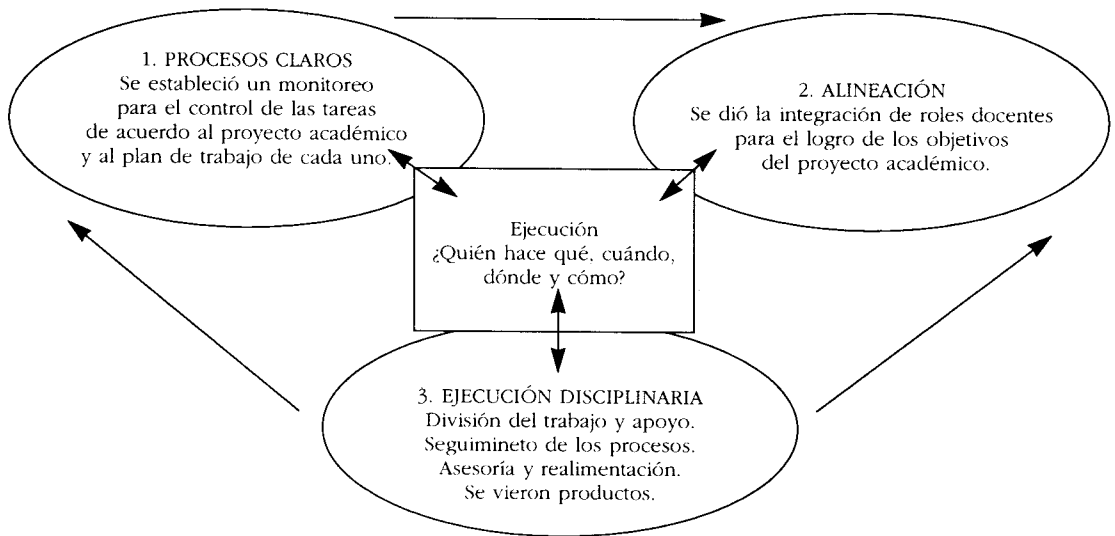 1. PROCESOS CLAROS
Se estableció un monitoreo
para el control de las tareas
de acuerdo al proyecto académico
y al plan de trabajo de cada uno.
2. ALINEACIÓN
Se dió la integración de roles docentes
para el logro de los objetivos
del proyecto académico.
Ejecución
¿Quién hace qué, cuándo,
dónde y cómo?
3. EJECUCIÓN DISCIPLINARIA
División del trabajo y apoyo.
Seguimineto de los procesos.
Asesoría y realimentación.
Se vieron productos.